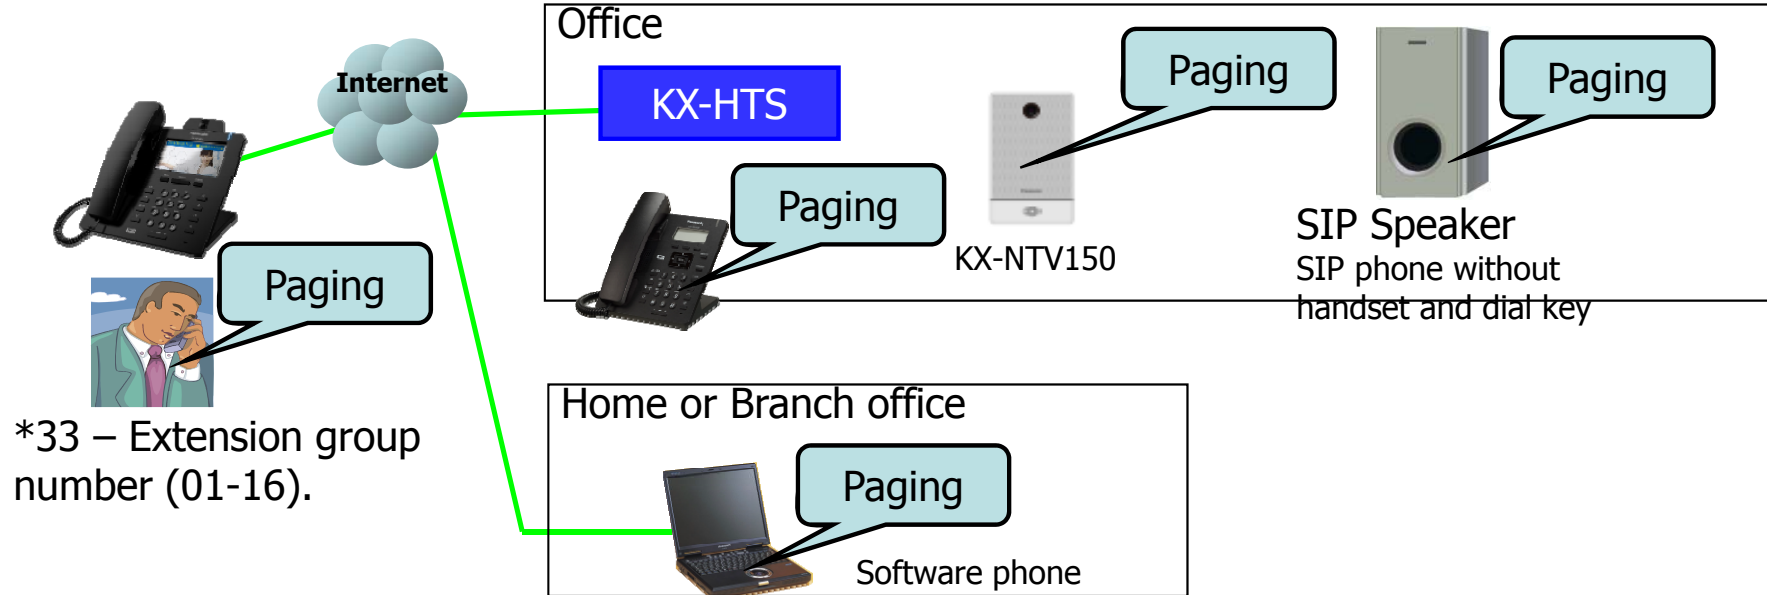 Office
Internet
KX-HTS
Paging
Paging
Paging
KX-NTV150
SIP Speaker
SIP phone without
handset and dial key
Paging
*33 – Extension group
number (01-16).
Home or Branch office
Paging
Software phone